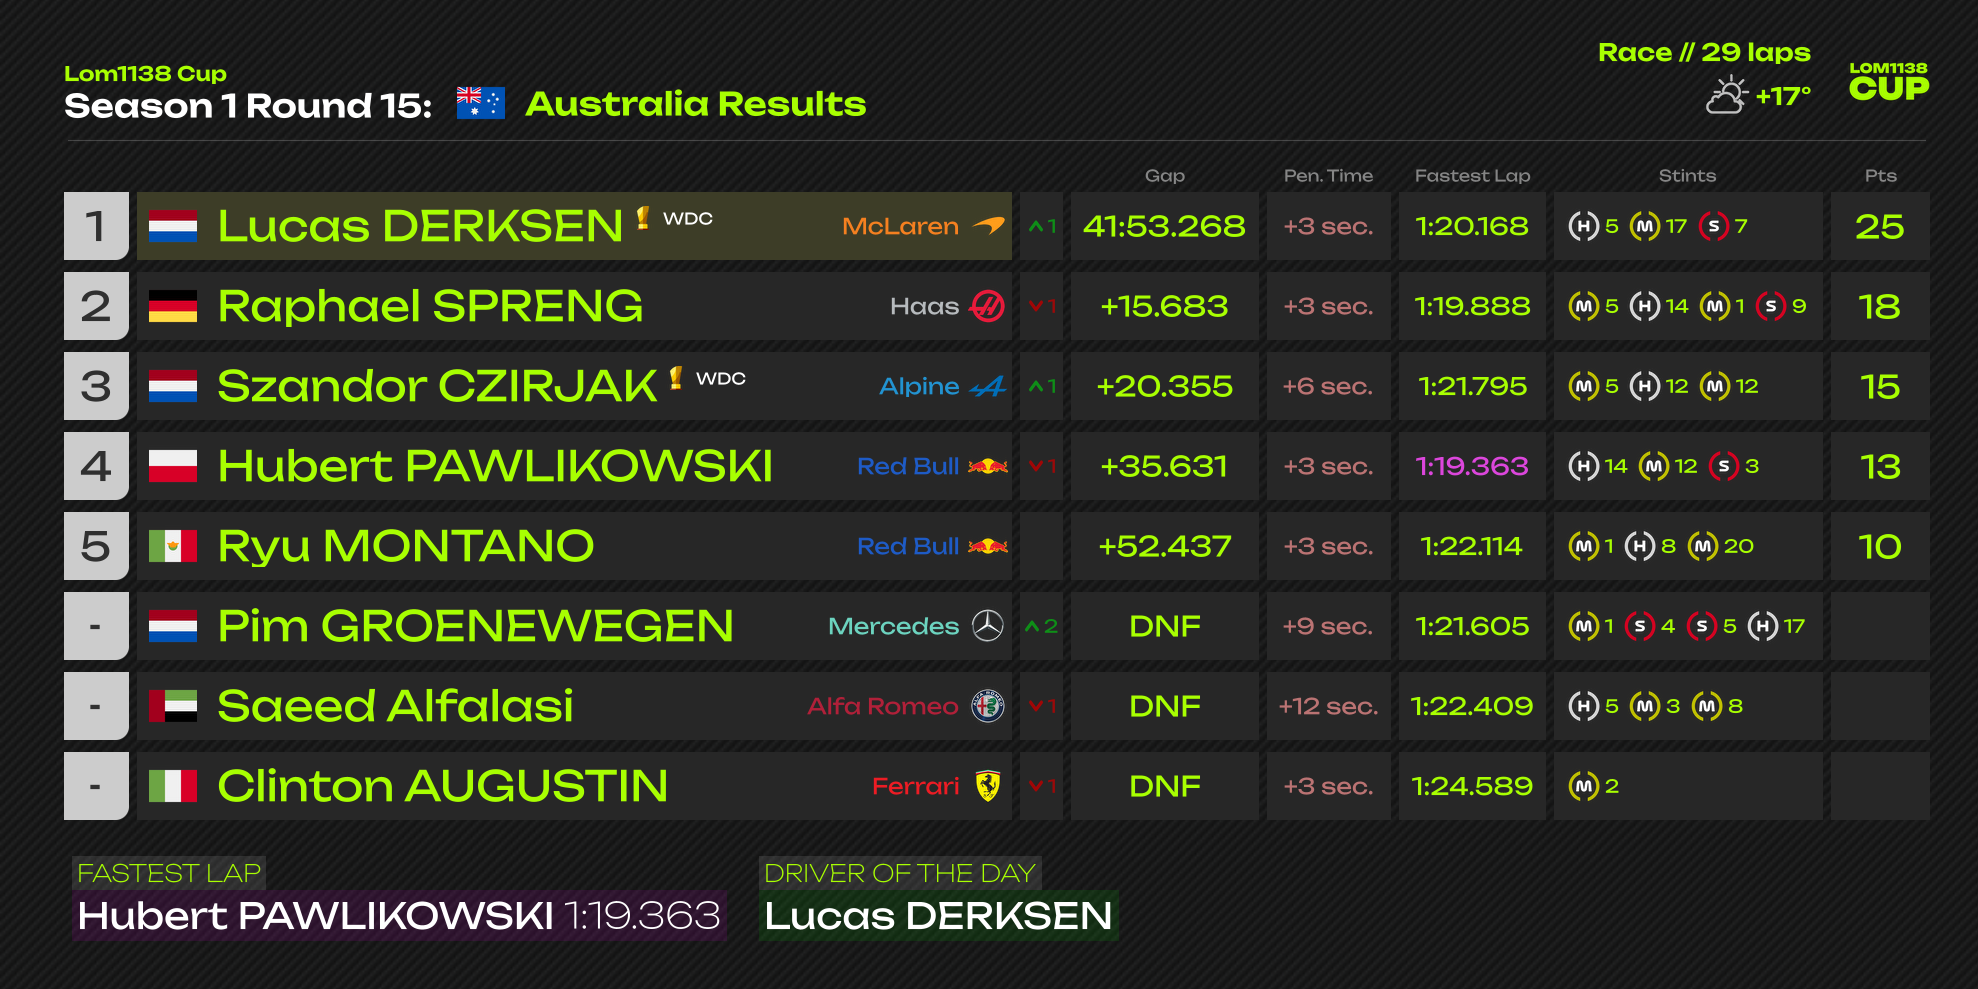 Lom1138 Cup
Season 1 Round 15: Australia Results
Race // 29 laps
+17°
LOM1138
CUP
Gap Pen. Time Fastest Lap Stints Pts
1 Lucas DERKSEN WDC McLaren 1 41:53.268 +3 sec. 1:20.168 H 5 M 17 S 7 25
2 Raphael SPRENG Haas 1 +15.683 +3 sec. 1:19.888 M 5 H 14 M 1 S 9 18
3 Szandor CZIRJAK WDC Alpine 1 +20.355 +6 sec. 1:21.795 M 5 H 12 M 12 15
4 Hubert PAWLIKOWSKI Red Bull 1 +35.631 +3 sec. 1:19.363 H 14 M 12 S 3 13
5 Ryu MONTANO Red Bull +52.437 +3 sec. 1:22.114 M 1 H 8 M 20 10
- Pim GROENEWEGEN Mercedes 2 DNF +9 sec. 1:21.605 M 1 S 4 S 5 H 17
- Saeed Alfalasi Alfa Romeo 1 DNF +12 sec. 1:22.409 H 5 M 3 M 8
- Clinton AUGUSTIN Ferrari 1 DNF +3 sec. 1:24.589 M 2
FASTEST LAP
Hubert PAWLIKOWSKI 1:19.363
DRIVER OF THE DAY
Lucas DERKSEN